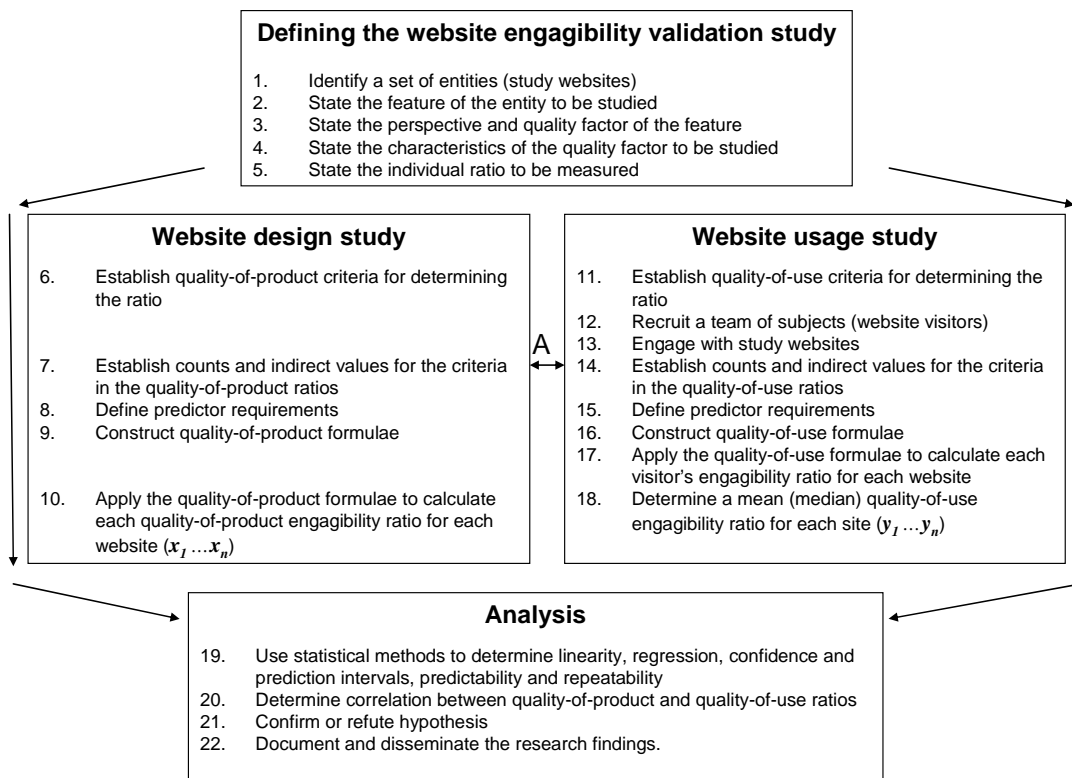 Defining the website engagibility validation study
1. Identify a set of entities (study websites)
2. State the feature of the entity to be studied
3. State the perspective and quality factor of the feature
4. State the characteristics of the quality factor to be studied
5. State the individual ratio to be measured
Website design study
6. Establish quality-of-product criteria for determining
the ratio
7. Establish counts and indirect values for the criteria
in the quality-of-product ratios
8. Define predictor requirements
9. Construct quality-of-product formulae
10. Apply the quality-of-product formulae to calculate
each quality-of-product engagibility ratio for each
website (x1 …xn)
A
Website usage study
11. Establish quality-of-use criteria for determining the
ratio
12. Recruit a team of subjects (website visitors)
13. Engage with study websites
14. Establish counts and indirect values for the criteria
in the quality-of-use ratios
15. Define predictor requirements
16. Construct quality-of-use formulae
17. Apply the quality-of-use formulae to calculate each
visitor's engagibility ratio for each website
18. Determine a mean (median) quality-of-use
engagibility ratio for each site (y1 …yn)
Analysis
19. Use statistical methods to determine linearity, regression, confidence and
prediction intervals, predictability and repeatability
20. Determine correlation between quality-of-product and quality-of-use ratios
21. Confirm or refute hypothesis
22. Document and disseminate the research findings.